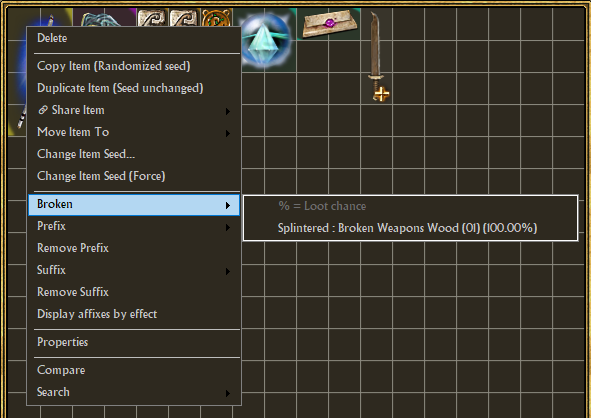 Delete
Copy Item (Randomized seed)
Duplicate Item (Seed unchanged)
Share Item
Move Item To
Change Item Seed...
Change Item Seed (Force)
Broken
% = Loot chance
Splintered : Broken Weapons Wood (01) (100.00%)
Prefix
Remove Prefix
Suffix
Remove Suffix
Display affixes by effect
Properties
Compare
Search